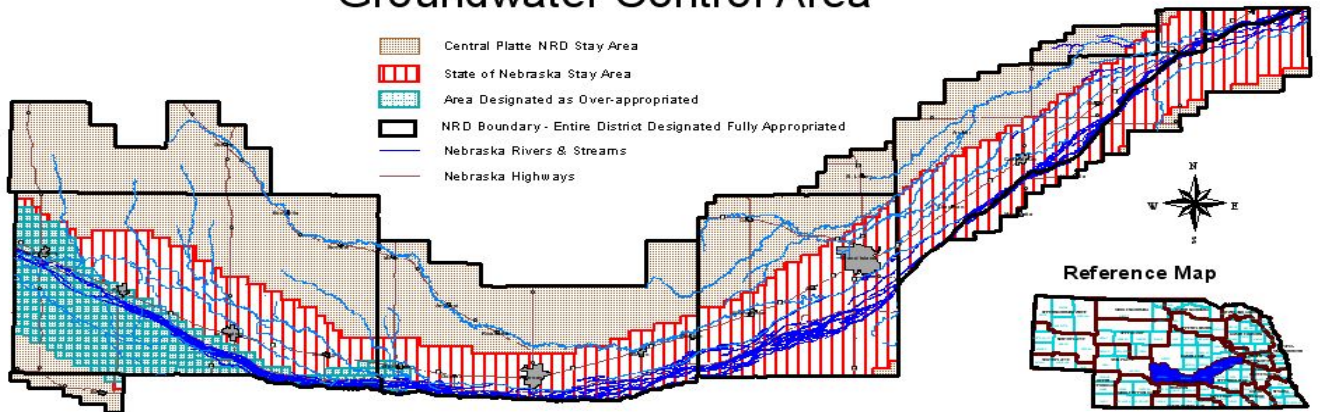 Groundwater Control Area
Central Platte NRD Stay Area
State of Nebraska Stay Area
Area Designated as Over-appropriated
NRD Boundary - Entire District Designated Fully Appropriated
Nebraska Rivers & Streams
Nebraska Highways
N
W E
S
Reference Map